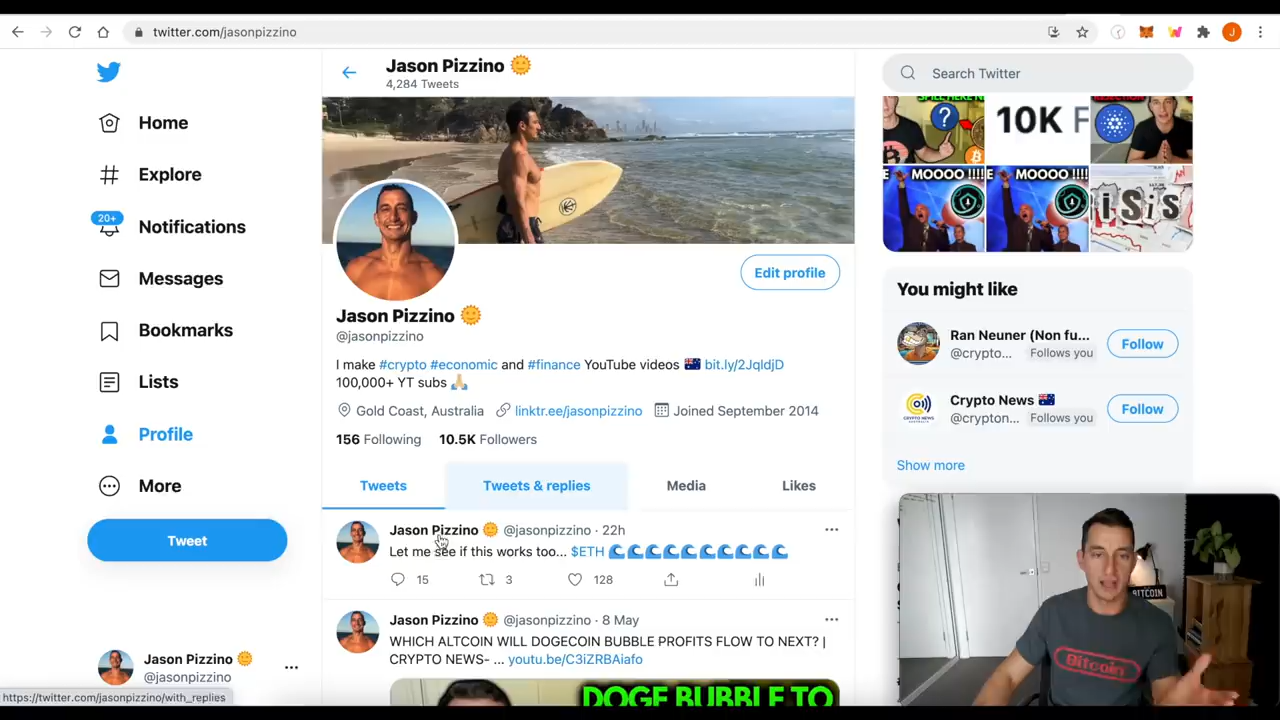 twitter.com/jasonpizzino
J
Jason Pizzino
4,284 Tweets
Search Twitter
20+
Home
Explore
Notifications
Messages
Bookmarks
Lists
Profile
More
Tweet
Jason Pizzino
@jasonpizzino
https://twitter.com/jasonpizzino/with_replies
Edit profile
Jason Pizzino
@jasonpizzino
I make #crypto #economic and #finance YouTube videos 🇦🇺 bit.ly/2JqldjD
100,000+ YT subs 🙏🏼
Gold Coast, Australia linktr.ee/jasonpizzino Joined September 2014
156 Following 10.5K Followers
Tweets Tweets & replies Media Likes
Jason Pizzino 🌞 @jasonpizzino · 22h
Let me see if this works too... $ETH 🌊🌊🌊🌊🌊🌊🌊🌊🌊🌊
15 3 128
Jason Pizzino 🌞 @jasonpizzino · 8 May
WHICH ALTCOIN WILL DOGECOIN BUBBLE PROFITS FLOW TO NEXT? |
CRYPTO NEWS- ... youtu.be/C3iZRBAiafo
DOGE BUBBLE TO
10K F
E MOOOO !!!!
E MOOOO !!!!
iSiS
You might like
Ran Neuner (Non fu...
@crypto... Follows you
Follow
Crypto News 🇦🇺
@crypton... Follows you
Follow
Show more
BITCOIN
Bitcoin